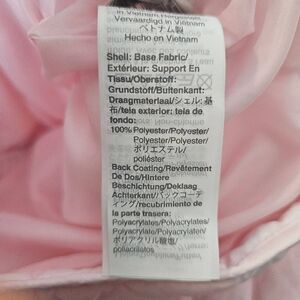 in Vietnam/Hergestellt
Vervaardigd in Viëtnam
ベトナム製
Hecho en Vietnam
Shell: Base Fabric/
Extérieur: Support En
Tissu/Oberstoff:
Grundstoff/Buitenkant:
Draagmateriaal/シェル: 基
布/tela exterior: tela de
fondo:
100% Polyester/Polyester/
Polyester/Polyester/
ポリエステル/
poliéster
Back Coating/Revêtement
De Dos/Hintere
Beschichtung/Deklaag
Achterkant/バックコーティ
ング/recubrimiento de
la parte trasera:
Polyacrylates/Polyacrylates/
Polyacrylate/Polyacrylaten/
ポリアクリル酸塩/
poliacrilatos